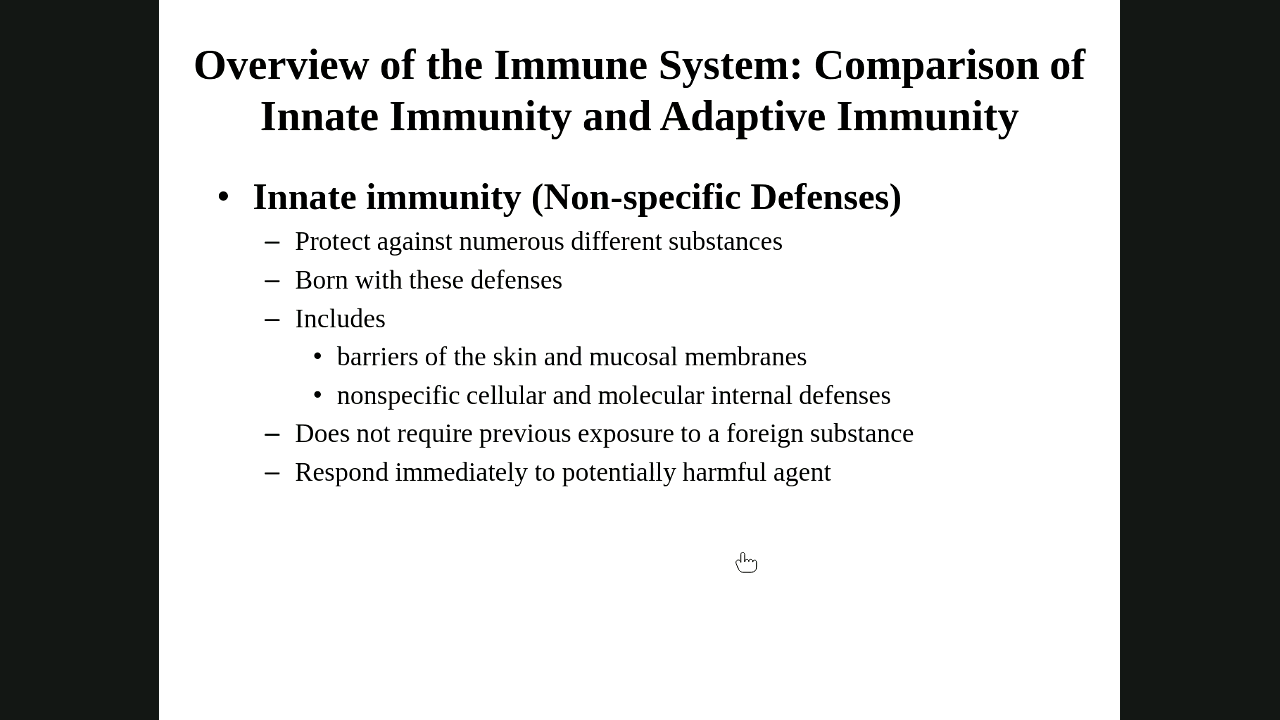 Overview of the Immune System: Comparison of
Innate Immunity and Adaptive Immunity
• Innate immunity (Non-specific Defenses)
– Protect against numerous different substances
– Born with these defenses
– Includes
• barriers of the skin and mucosal membranes
• nonspecific cellular and molecular internal defenses
– Does not require previous exposure to a foreign substance
– Respond immediately to potentially harmful agent